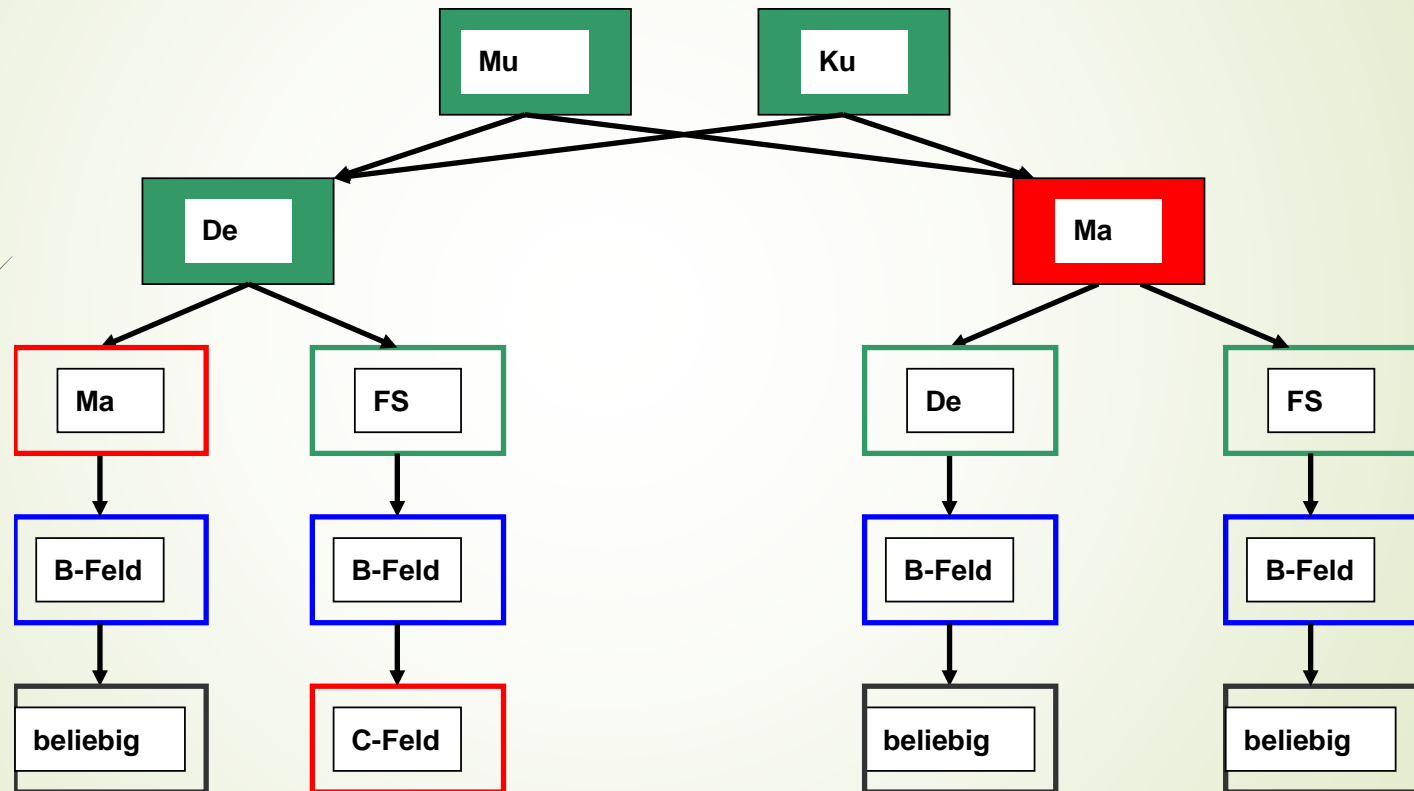 Mu
Ku
De
Ma
Ma
FS
De
FS
B-Feld
B-Feld
B-Feld
B-Feld
beliebig
C-Feld
beliebig
beliebig